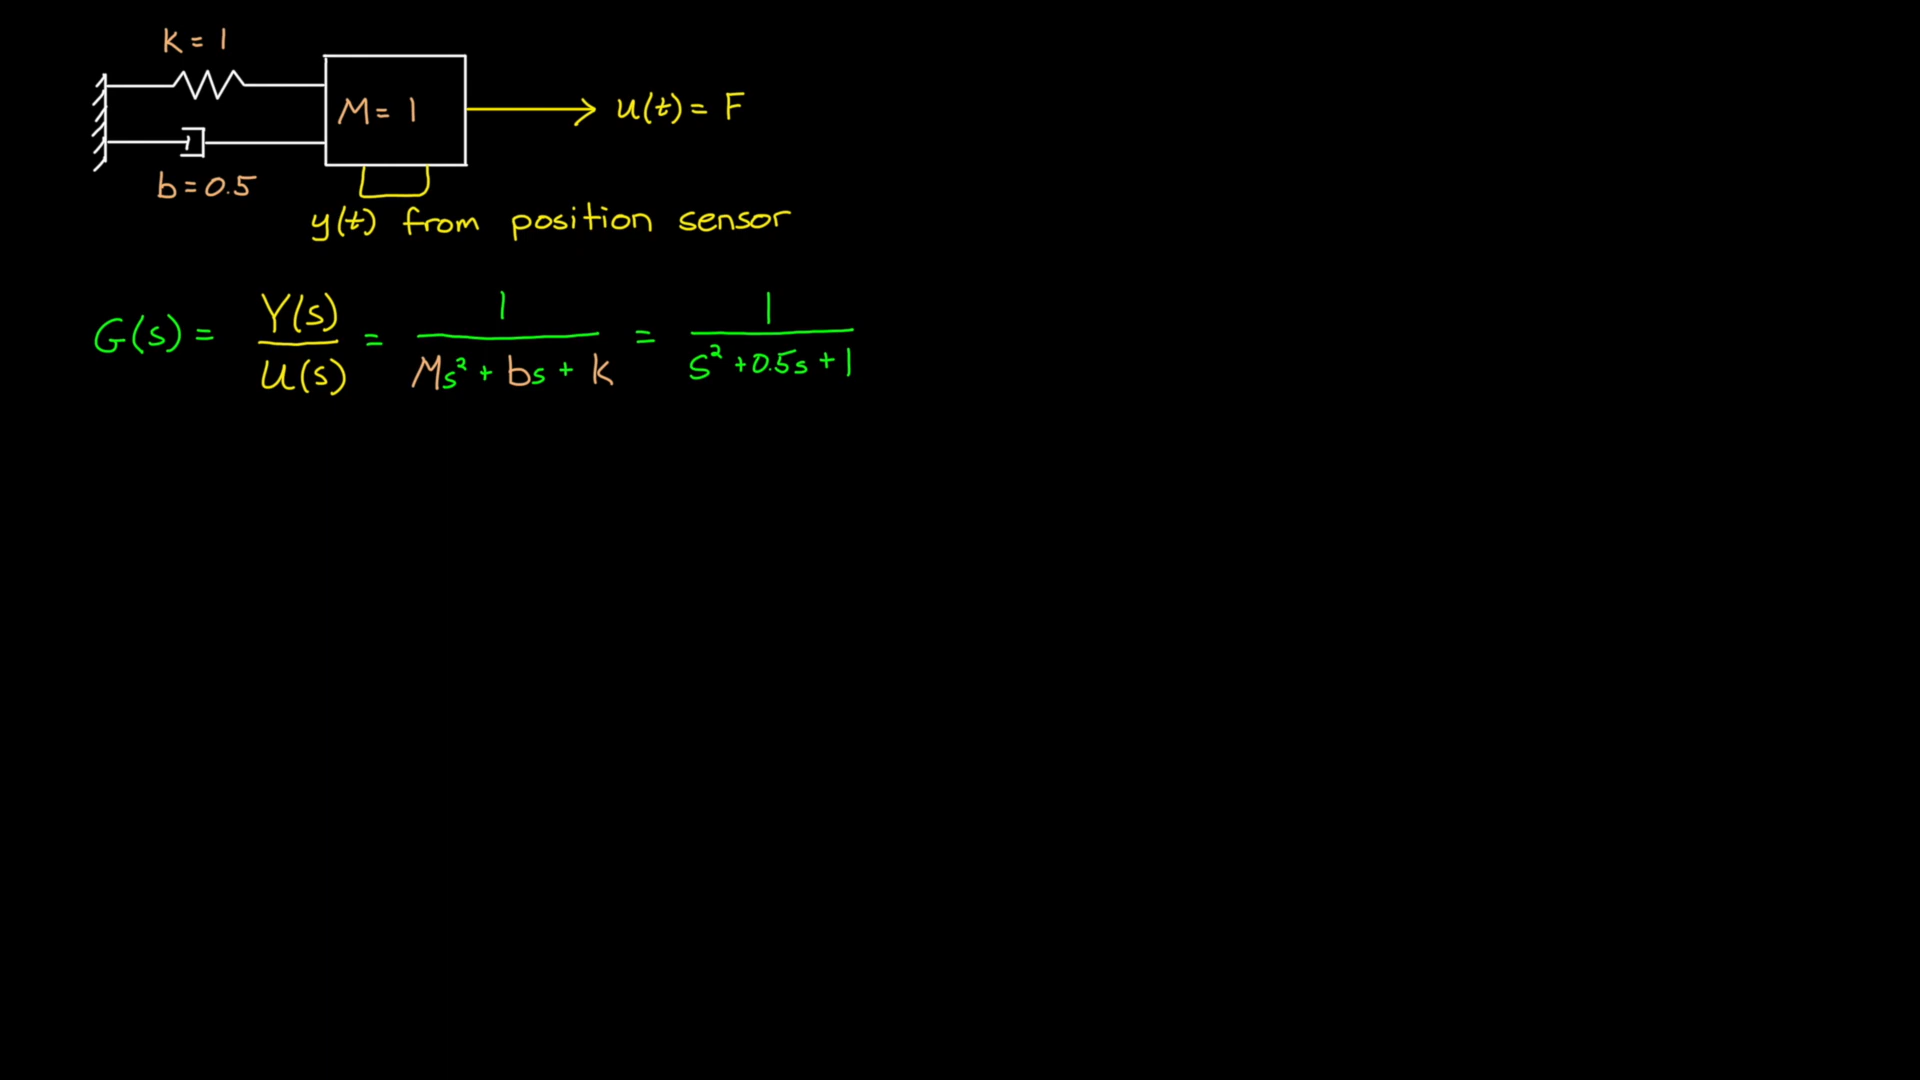 k = 1
M = 1
u(t) = F
b = 0.5
y(t) from position sensor
G(s) = Y(s)/U(s) = 1/(Ms² + bs + k) = 1/(s² + 0.5s + 1)